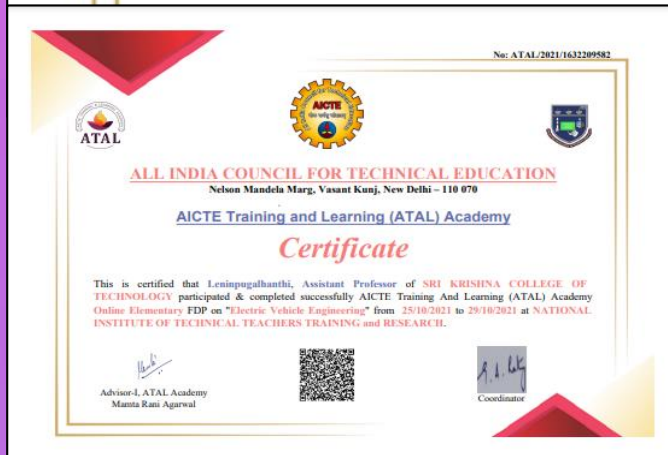 No: ATAL/2021/1632209582
ATAL
AICTE
ALL INDIA COUNCIL FOR TECHNICAL EDUCATION
Nelson Mandela Marg, Vasant Kunj, New Delhi – 110 070
AICTE Training and Learning (ATAL) Academy
Certificate
This is certified that Leninpugalhanthi, Assistant Professor of SRI KRISHNA COLLEGE OF
TECHNOLOGY participated & completed successfully AICTE Training And Learning (ATAL) Academy
Online Elementary FDP on "Electric Vehicle Engineering" from 25/10/2021 to 29/10/2021 at NATIONAL
INSTITUTE OF TECHNICAL TEACHERS TRAINING and RESEARCH.
Advisor-I, ATAL Academy
Mamta Rani Agarwal
Coordinator